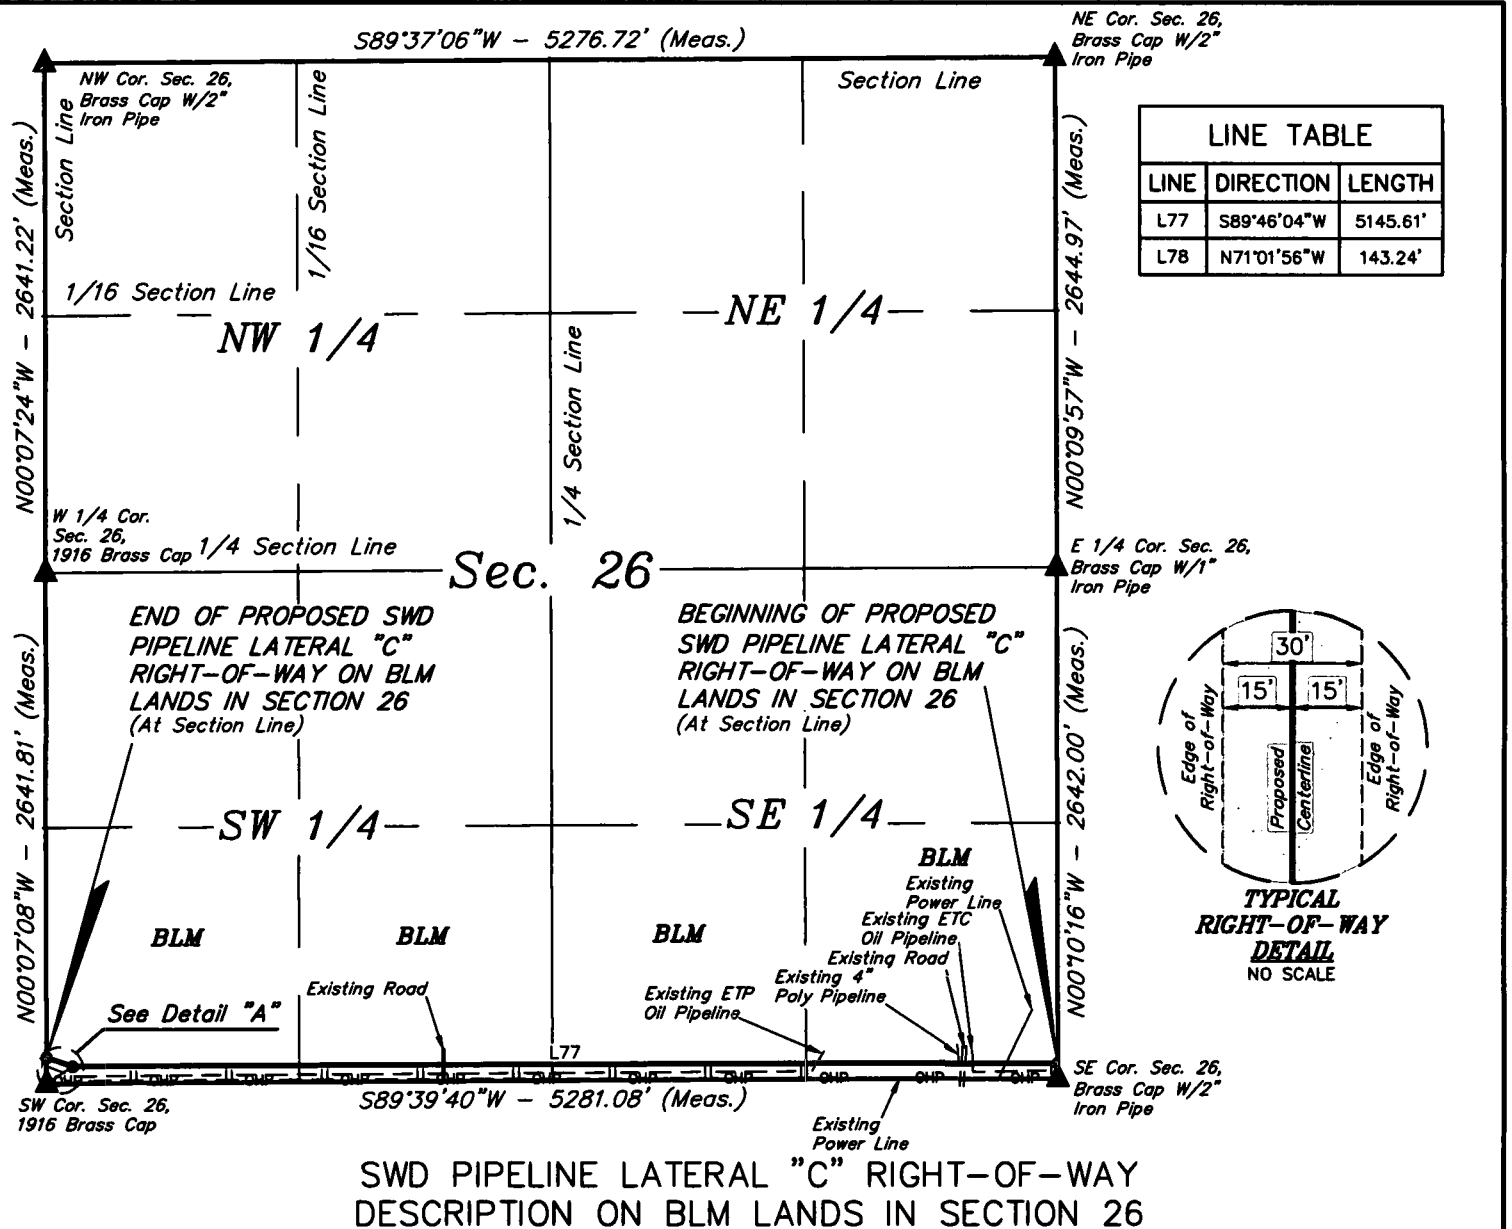 S89°37'06"W - 5276.72' (Meas.)
NE Cor. Sec. 26,
Brass Cap W/2"
Iron Pipe
NW Cor. Sec. 26,
Brass Cap W/2"
Iron Pipe
Section Line
Section Line
1/16 Section Line
1/16 Section Line
N00°07'24"W - 2641.22' (Meas.)
N00°09'57"W - 2644.97' (Meas.)
LINE TABLE
LINE DIRECTION LENGTH
L77 S89°46'04"W 5145.61'
L78 N71°01'56"W 143.24'
NW 1/4
NE 1/4
1/4 Section Line
W 1/4 Cor.
Sec. 26,
1916 Brass Cap
1/4 Section Line
Sec. 26
E 1/4 Cor. Sec. 26,
Brass Cap W/1"
Iron Pipe
END OF PROPOSED SWD
PIPELINE LATERAL "C"
RIGHT-OF-WAY ON BLM
LANDS IN SECTION 26
(At Section Line)
BEGINNING OF PROPOSED
SWD PIPELINE LATERAL "C"
RIGHT-OF-WAY ON BLM
LANDS IN SECTION 26
(At Section Line)
N00°07'08"W - 2641.81' (Meas.)
N00°10'16"W - 2642.00' (Meas.)
30'
15' 15'
Edge of
Right-of-Way
Proposed
Centerline
Edge of
Right-of-Way
TYPICAL
RIGHT-OF-WAY
DETAIL
NO SCALE
SW 1/4
SE 1/4
BLM
BLM
BLM
BLM
Existing
Power Line
Existing ETC
Oil Pipeline
Existing Road
Existing 4"
Poly Pipeline
Existing ETP
Oil Pipeline
Existing Road
See Detail "A"
L77
OHP OHP OHP OHP OHP OHP OHP OHP OHP OHP OHP
SW Cor. Sec. 26,
1916 Brass Cap
S89°39'40"W - 5281.08' (Meas.)
SE Cor. Sec. 26,
Brass Cap W/2"
Iron Pipe
Existing
Power Line
SWD PIPELINE LATERAL "C" RIGHT-OF-WAY
DESCRIPTION ON BLM LANDS IN SECTION 26